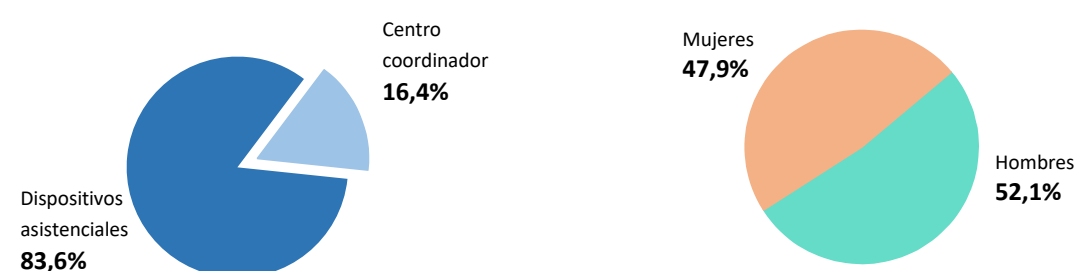 Centro
coordinador
16,4%
Dispositivos
asistenciales
83,6%
Mujeres
47,9%
Hombres
52,1%